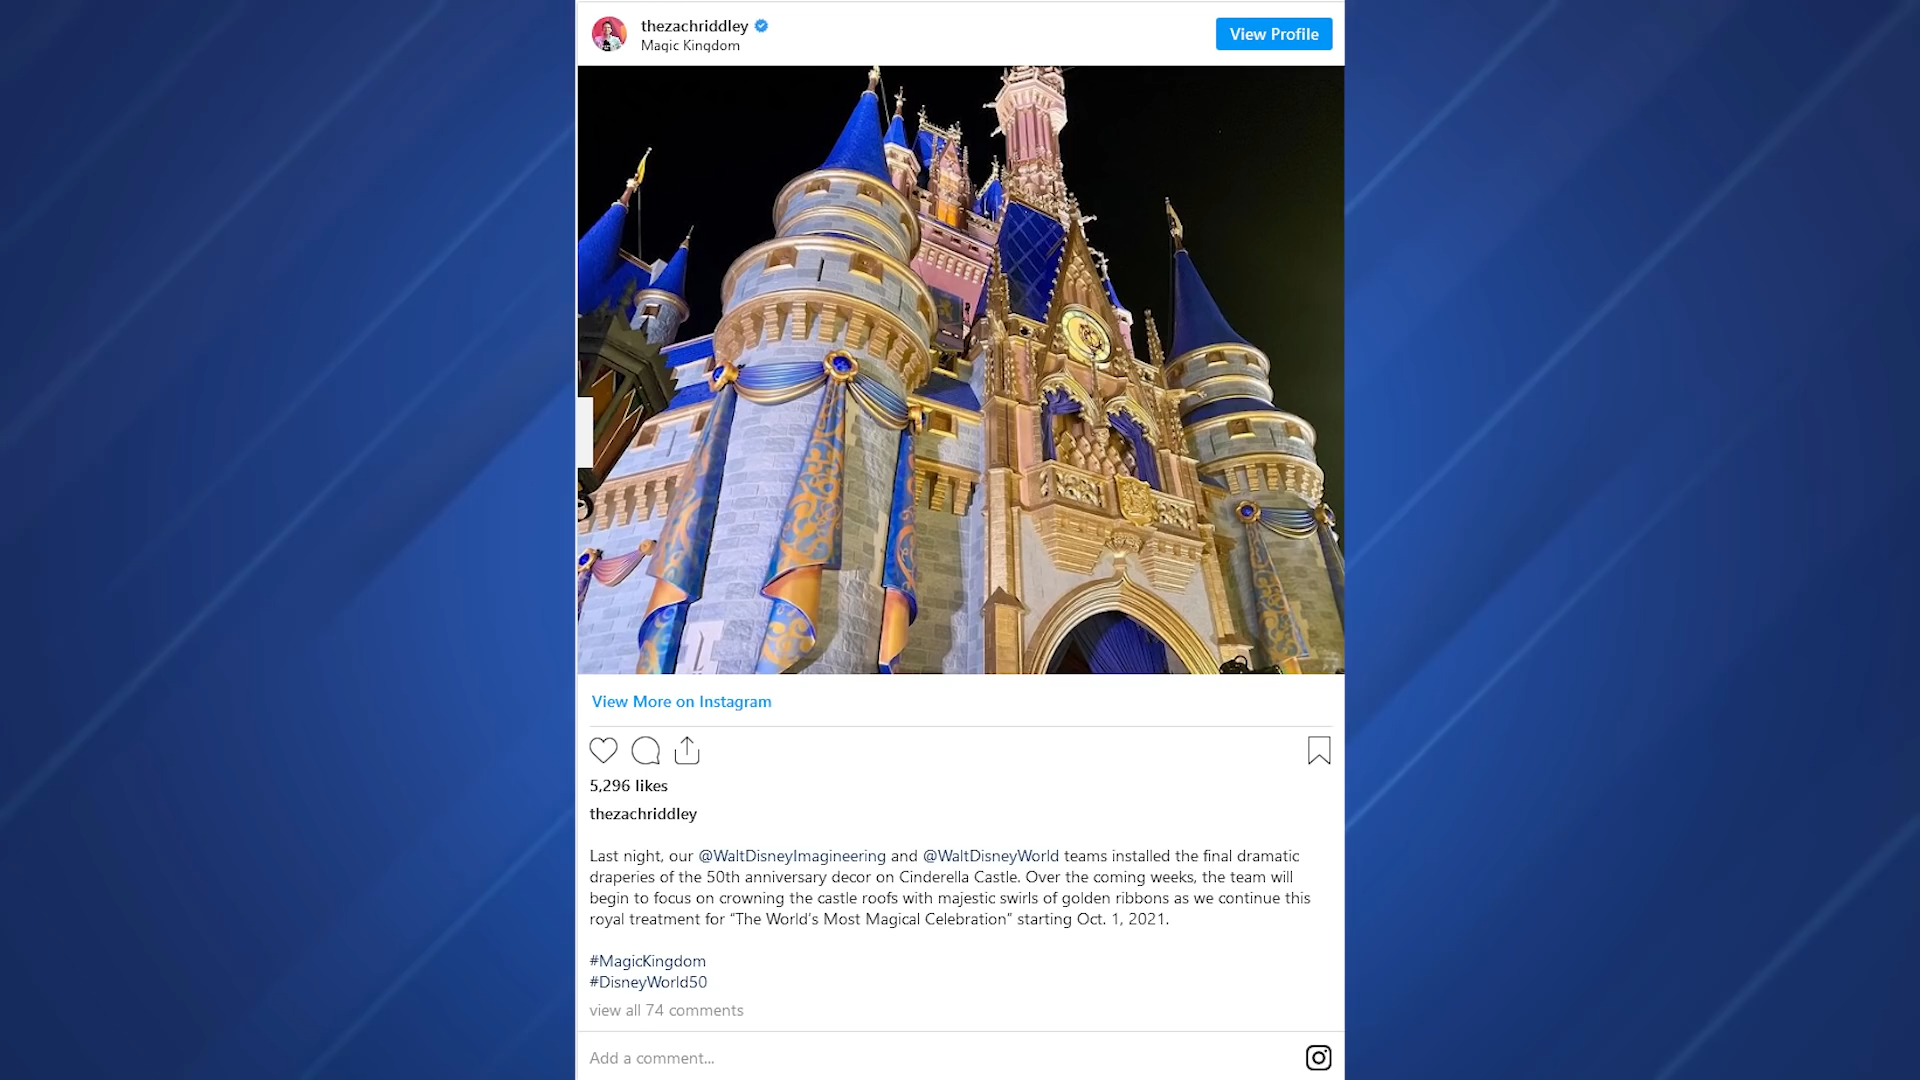 thezachriddley
Magic Kingdom
View Profile
View More on Instagram
5,296 likes
thezachriddley
Last night, our @WaltDisneyImagineering and @WaltDisneyWorld teams installed the final dramatic
draperies of the 50th anniversary decor on Cinderella Castle. Over the coming weeks, the team will
begin to focus on crowning the castle roofs with majestic swirls of golden ribbons as we continue this
royal treatment for “The World’s Most Magical Celebration” starting Oct. 1, 2021.
#MagicKingdom
#DisneyWorld50
view all 74 comments
Add a comment...